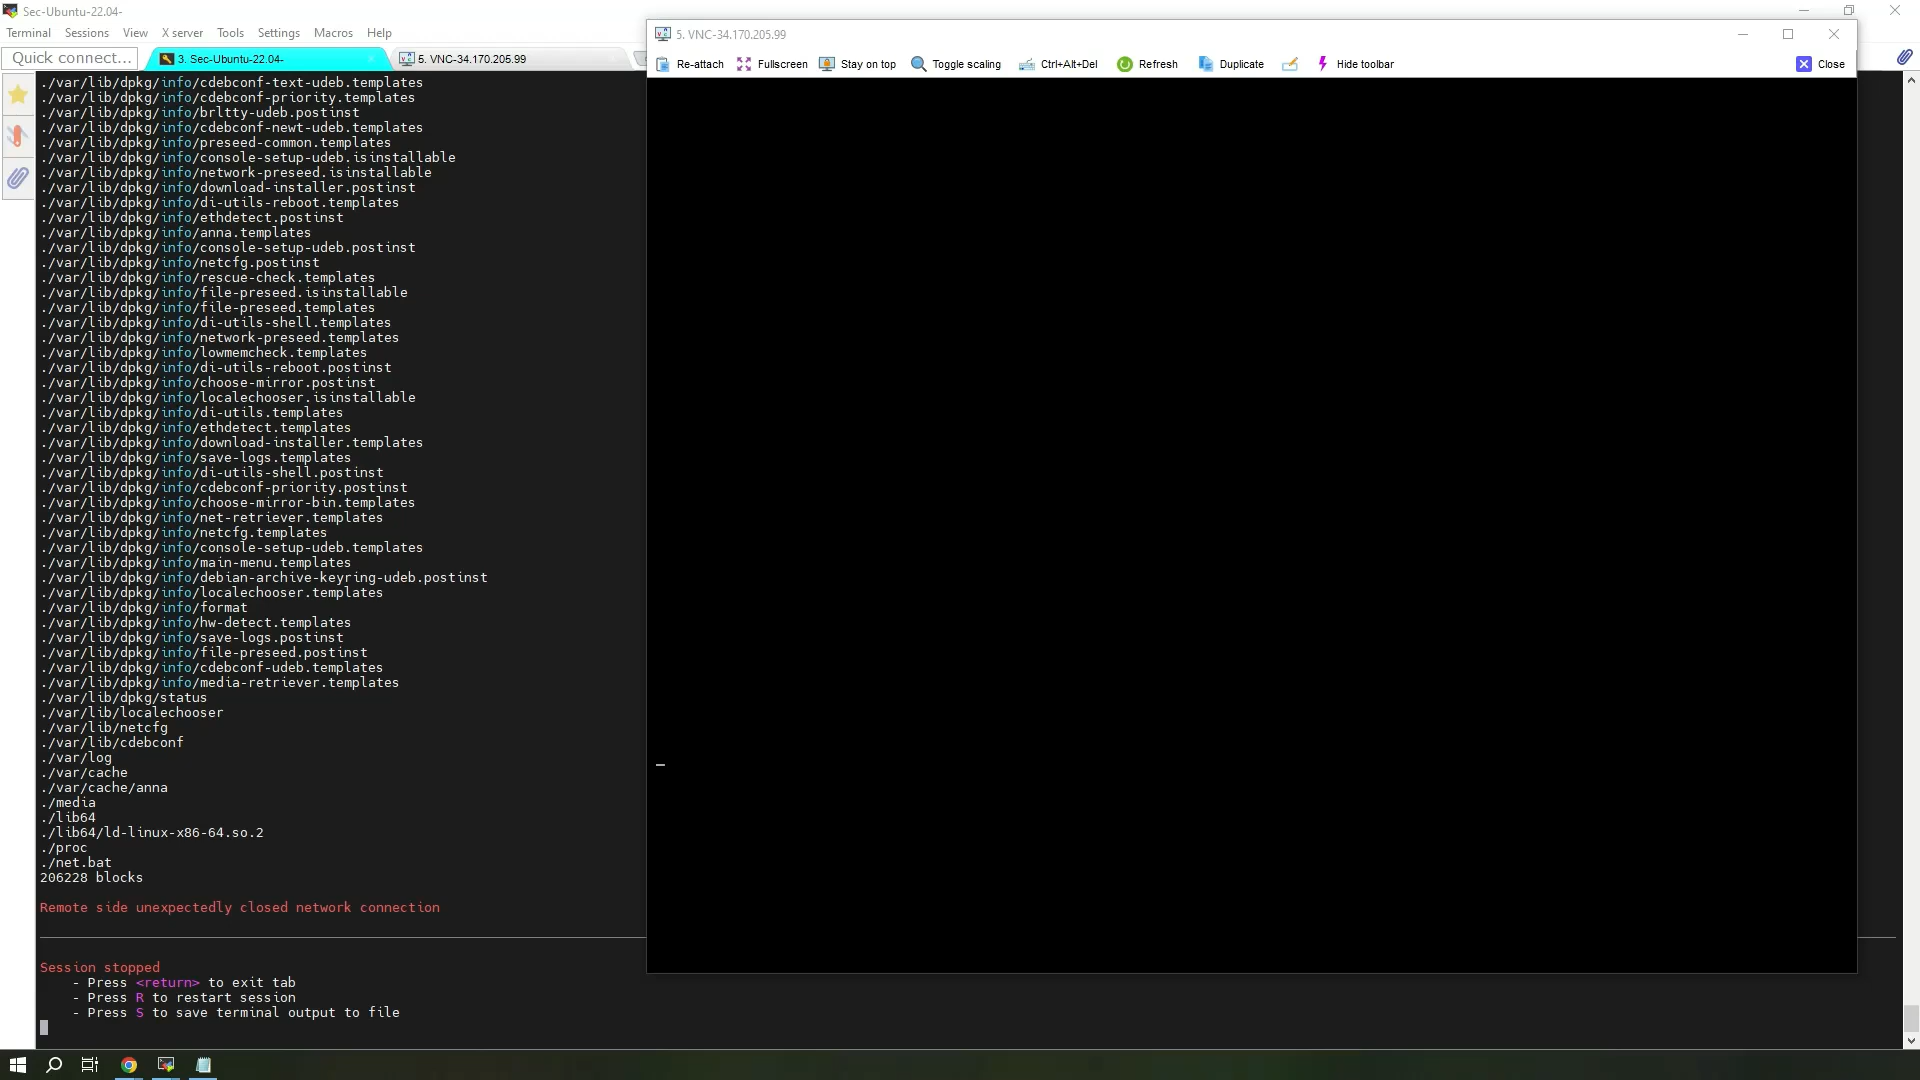 Sec-Ubuntu-22.04-
Terminal Sessions View X server Tools Settings Macros Help
Quick connect...
3. Sec-Ubuntu-22.04-
5. VNC-34.170.205.99
./var/lib/dpkg/info/cdebconf-text-udeb.templates
./var/lib/dpkg/info/cdebconf-priority.templates
./var/lib/dpkg/info/brltty-udeb.postinst
./var/lib/dpkg/info/cdebconf-newt-udeb.templates
./var/lib/dpkg/info/preseed-common.templates
./var/lib/dpkg/info/console-setup-udeb.isinstallable
./var/lib/dpkg/info/network-preseed.isinstallable
./var/lib/dpkg/info/download-installer.postinst
./var/lib/dpkg/info/di-utils-reboot.templates
./var/lib/dpkg/info/ethdetect.postinst
./var/lib/dpkg/info/anna.templates
./var/lib/dpkg/info/console-setup-udeb.postinst
./var/lib/dpkg/info/netcfg.postinst
./var/lib/dpkg/info/rescue-check.templates
./var/lib/dpkg/info/file-preseed.isinstallable
./var/lib/dpkg/info/file-preseed.templates
./var/lib/dpkg/info/di-utils-shell.templates
./var/lib/dpkg/info/network-preseed.templates
./var/lib/dpkg/info/lowmemcheck.templates
./var/lib/dpkg/info/di-utils-reboot.postinst
./var/lib/dpkg/info/choose-mirror.postinst
./var/lib/dpkg/info/localechooser.isinstallable
./var/lib/dpkg/info/di-utils.templates
./var/lib/dpkg/info/ethdetect.templates
./var/lib/dpkg/info/download-installer.templates
./var/lib/dpkg/info/save-logs.templates
./var/lib/dpkg/info/di-utils-shell.postinst
./var/lib/dpkg/info/cdebconf-priority.postinst
./var/lib/dpkg/info/choose-mirror-bin.templates
./var/lib/dpkg/info/net-retriever.templates
./var/lib/dpkg/info/netcfg.templates
./var/lib/dpkg/info/console-setup-udeb.templates
./var/lib/dpkg/info/main-menu.templates
./var/lib/dpkg/info/debian-archive-keyring-udeb.postinst
./var/lib/dpkg/info/localechooser.templates
./var/lib/dpkg/info/format
./var/lib/dpkg/info/hw-detect.templates
./var/lib/dpkg/info/save-logs.postinst
./var/lib/dpkg/info/file-preseed.postinst
./var/lib/dpkg/info/cdebconf-udeb.templates
./var/lib/dpkg/info/media-retriever.templates
./var/lib/dpkg/status
./var/lib/localechooser
./var/lib/netcfg
./var/lib/cdebconf
./var/log
./var/cache
./var/cache/anna
./media
./lib64
./lib64/ld-linux-x86-64.so.2
./proc
./net.bat
206228 blocks
Remote side unexpectedly closed network connection
Session stopped
- Press <return> to exit tab
- Press R to restart session
- Press S to save terminal output to file
5. VNC-34.170.205.99
Re-attach Fullscreen Stay on top Toggle scaling Ctrl+Alt+Del Refresh Duplicate Hide toolbar Close
_